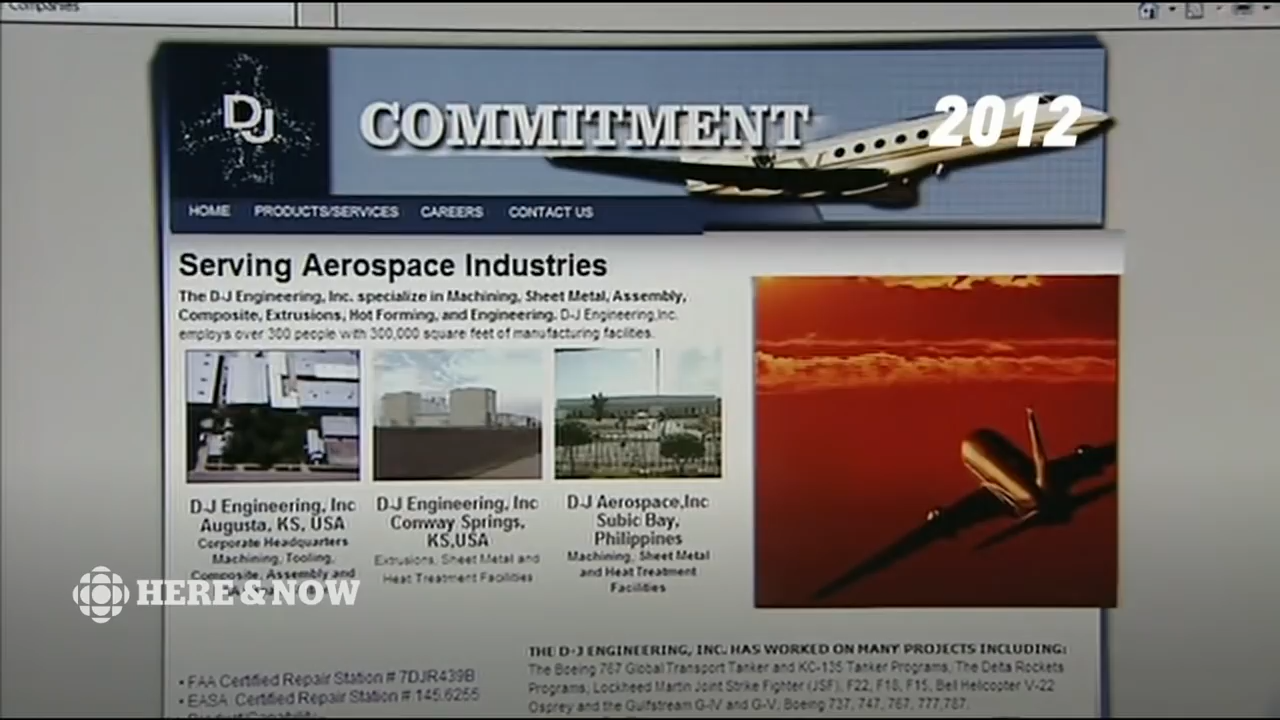 Companies
DJ
COMMITMENT
2012
HOME PRODUCTS/SERVICES CAREERS CONTACT US
Serving Aerospace Industries
The D-J Engineering, Inc. specialize in Machining, Sheet Metal, Assembly,
Composite, Extrusions, Hot Forming, and Engineering. D-J Engineering,Inc.
employs over 300 people with 300,000 square feet of manufacturing facilities.
D-J Engineering, Inc
Augusta, KS, USA
Corporate Headquarters
Machining, Tooling,
Composite, Assembly and
D-J Engineering, Inc
Conway Springs,
KS,USA
Extrusions, Sheet Metal and
Heat Treatment Facilities
D-J Aerospace,Inc
Subic Bay,
Philippines
Machining, Sheet Metal
and Heat Treatment
Facilities
HERE & NOW
• FAA Certified Repair Station # 7DJR439B
• EASA Certified Repair Station # 145.6255
• Product Capability
THE D-J ENGINEERING, INC. HAS WORKED ON MANY PROJECTS INCLUDING:
The Boeing 767 Global Transport Tanker and KC-135 Tanker Programs, The Delta Rockets
Programs, Lockheed Martin Joint Strike Fighter (JSF), F22, F18, F15, Bell Helicopter V-22
Osprey and the Gulfstream G-IV and G-V, Boeing 737, 747, 767, 777,787.